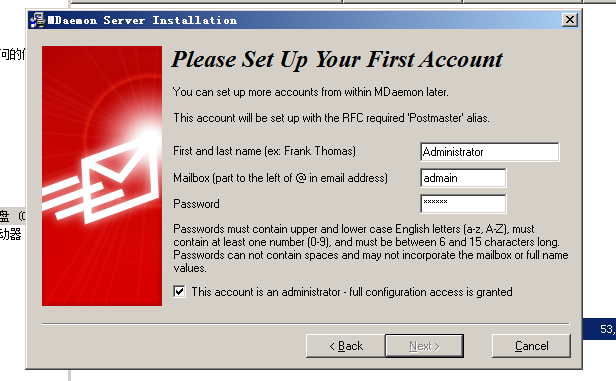 MDaemon Server Installation
Please Set Up Your First Account
You can set up more accounts from within MDaemon later.
This account will be set up with the RFC required 'Postmaster' alias.
First and last name (ex: Frank Thomas)
Administrator
Mailbox (part to the left of @ in email address)
admain
Password
××××××
Passwords must contain upper and lower case English letters (a-z, A-Z), must
contain at least one number (0-9), and must be between 6 and 15 characters long.
Passwords can not contain spaces and may not incorporate the mailbox or full name
values.
This account is an administrator - full configuration access is granted
< Back
Next >
Cancel
盘 (C
动器
53,